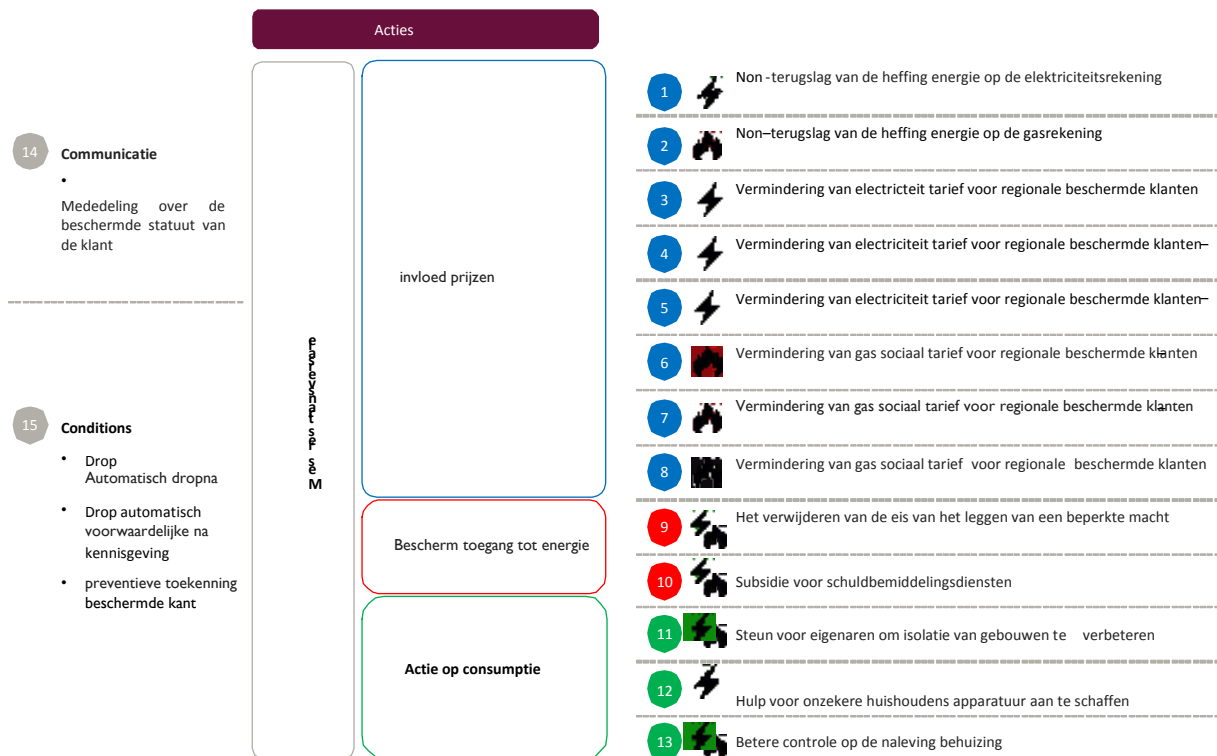 Acties
14
Communicatie
•
Mededeling over de
beschermde statuut van
de klant
15
Conditions
• Drop
Automatisch dropna
• Drop automatisch
voorwaardelijke na
kennisgeving
• preventieve toekenning
beschermde kant
invloed prijzen
Bescherm toegang tot energie
Actie op consumptie
1 Non -terugslag van de heffing energie op de elektriciteitsrekening
2 Non–terugslag van de heffing energie op de gasrekening
3 Vermindering van electricteit tarief voor regionale beschermde klanten
4 Vermindering van electriciteit tarief voor regionale beschermde klanten–
5 Vermindering van electriciteit tarief voor regionale beschermde klanten–
6 Vermindering van gas sociaal tarief voor regionale beschermde klanten
7 Vermindering van gas sociaal tarief voor regionale beschermde klanten
8 Vermindering van gas sociaal tarief voor regionale beschermde klanten
9 Het verwijderen van de eis van het leggen van een beperkte macht
10 Subsidie voor schuldbemiddelingsdiensten
11 Steun voor eigenaren om isolatie van gebouwen te verbeteren
12 Hulp voor onzekere huishoudens apparatuur aan te schaffen
13 Betere controle op de naleving behuizing